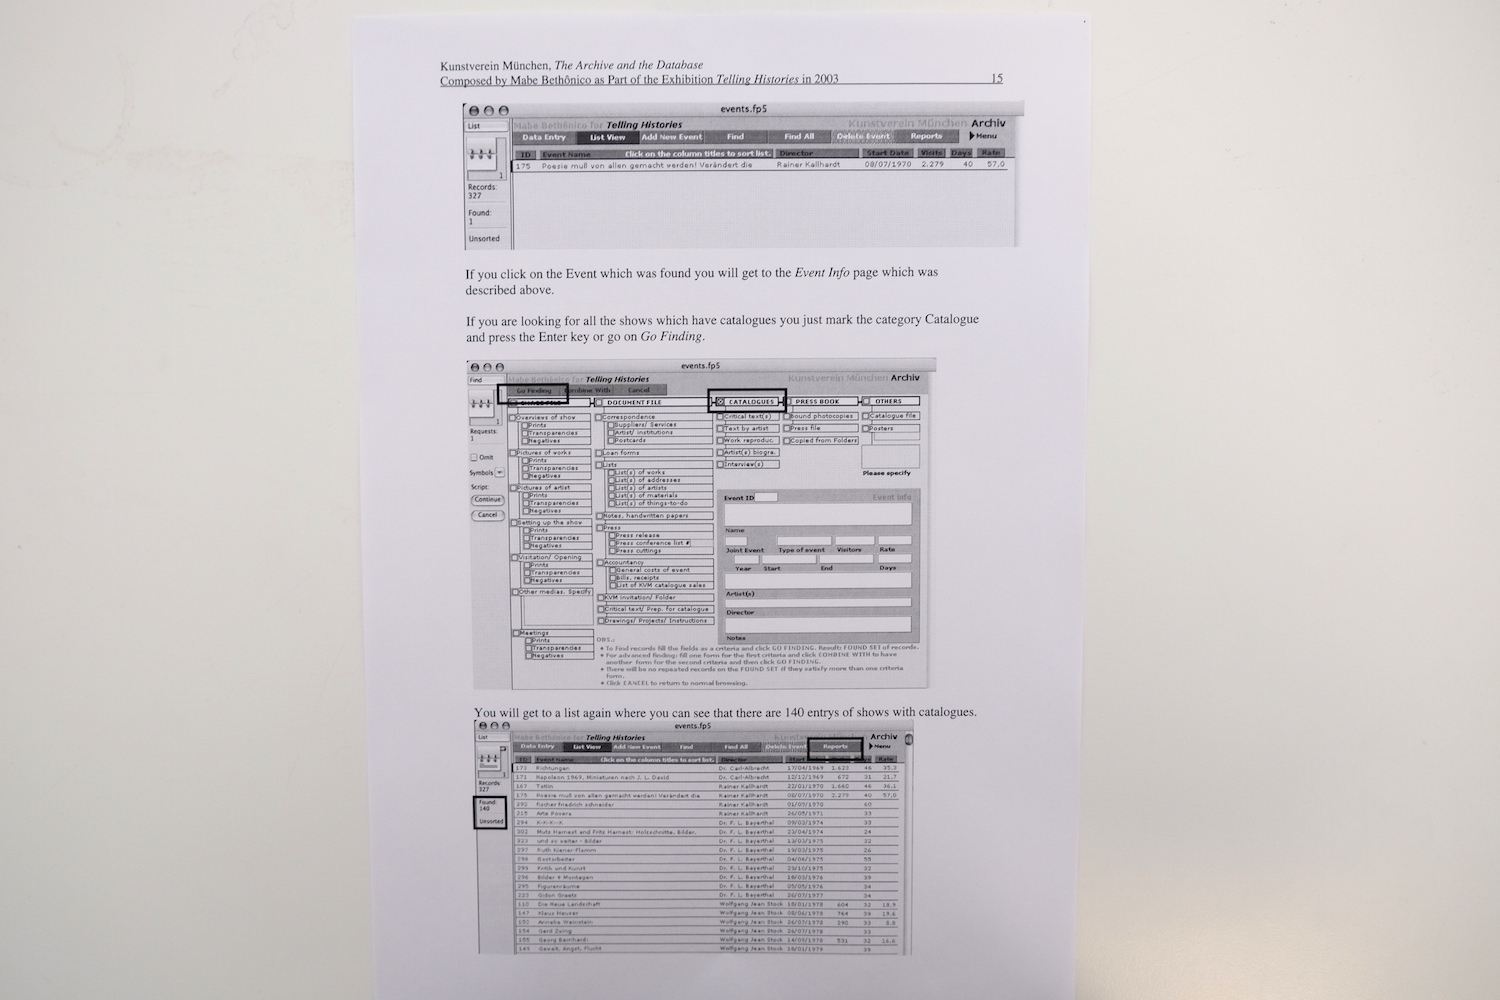 Kunstverein München, The Archive and the Database
Composed by Mabe Bethônico as Part of the Exhibition Telling Histories in 2003 15
events.fp5
List
Mabe Bethônico for Telling Histories Kunstverein München Archiv
Data Entry List View Add New Event Find Find All Delete Event Reports Menu
ID Event Name Click on the column titles to sort list. Director Start Date Visits Days Rate
175 Poesie muß von allen gemacht werden! Verändert die Rainer Kallhardt 08/07/1970 2.279 40 57,0
1
Records:
327
Found:
1
Unsorted
If you click on the Event which was found you will get to the Event Info page which was
described above.
If you are looking for all the shows which have catalogues you just mark the category Catalogue
and press the Enter key or go on Go Finding.
events.fp5
Find
Mabe Bethônico for Telling Histories Kunstverein München Archiv
Go Finding Combine With Cancel
DOCUMENT FILE CATALOGUES PRESS BOOK OTHERS
1
Requests:
1
Omit
Symbols
Script:
Continue
Cancel
Overviews of show
Prints
Transparencies
Negatives
Pictures of works
Prints
Transparencies
Negatives
Pictures of artist
Prints
Transparencies
Negatives
Setting up the show
Prints
Transparencies
Negatives
Visitation/ Opening
Prints
Transparencies
Negatives
Other medias. Specify
Meetings
Prints
Transparencies
Negatives
Correspondence
Suppliers/ Services
Artist/ Institutions
Postcards
Loan forms
Lists
List(s) of works
List(s) of addresses
List(s) of artists
List(s) of materials
List(s) of things-to-do
Notes, handwritten papers
Press
Press release
Press conference list
Press cuttings
Accountancy
General costs of event
Bills, receipts
List of KVM catalogue sales
KVM Invitation/ Folder
Critical text/ Prep. for catalogue
Drawings/ Projects/ Instructions
Critical text(s)
Text by artist
Work reproduc.
Artist(s) biogra.
Interview(s)
Bound photocopies
Press file
Copied from Folders
Catalogue file
Posters
Please specify
Event ID Event Info
Name
Joint Event Type of event Visitors Rate
Year Start End Days
Artist(s)
Director
Notes
OBS.:
• To Find records fill the fields as a criteria and click GO FINDING. Result: FOUND SET of records.
• For advanced finding: fill one form for the first criteria and click COMBINE WITH to have
another form for the second criteria and then click GO FINDING.
• There will be no repeated records on the FOUND SET if they satisfy more than one criteria
form.
• Click CANCEL to return to normal browsing.
You will get to a list again where you can see that there are 140 entrys of shows with catalogues.
events.fp5
List
Mabe Bethônico for Telling Histories Archiv
Data Entry List View Add New Event Find Find All Delete Event Reports Menu
ID Event Name Click on the column titles to sort list. Director Start Rate
Records:
327
Found:
140
Unsorted
173 Richtungen Dr. Carl-Albrecht 17/04/1969 1.623 46 35,3
171 Napoleon 1969, Miniaturen nach J. L. David Dr. Carl-Albrecht 12/12/1969 672 31 21,7
167 Tatlin Rainer Kallhardt 22/01/1970 1.660 46 36,1
175 Poesie muß von allen gemacht werden! Verändert die Rainer Kallhardt 08/07/1970 2.279 40 57,0
fischer friedrich schneider Rainer Kallhardt 01/09/1970 60
315 Arte Povera Rainer Kallhardt 26/05/1971 33
294 K-K-K--K Dr. F. L. Bayerthal 09/03/1974 33
302 Muts Harnest and Fritz Harnest: Holzschnitte, Bilder, Dr. F. L. Bayerthal 23/04/1974 24
323 und so weiter - Bilder Dr. F. L. Bayerthal 13/03/1975 32
297 Ruth Kiener-Flamm Dr. F. L. Bayerthal 26
298 Gastarbeiter Dr. F. L. Bayerthal 04/06/1975
299 Kritik und Kunst Dr. F. L. Bayerthal 32
296 Bilder + Montagen Dr. F. L. Bayerthal 18/03/1976 39
295 Figurenräume Dr. F. L. Bayerthal 05/05/1976 34
223 Gidon Graetz Dr. F. L. Bayerthal 26/07/1977 34
110 Die Neue Landschaft Wolfgang Jean Stock 18/01/1978 604 32 18,9
147 Klaus Heuser Wolfgang Jean Stock 764 39 19,6
152 Annelie Weinstein Wolfgang Jean Stock 290 33 8,8
154 Gerd Dving Wolfgang Jean Stock 26/07/1978 33
155 Georg Bernhard: Wolfgang Jean Stock 14/09/1978 531 32 16,6
149 Gewalt, Angst, Flucht Wolfgang Jean Stock 18/01/1979 39